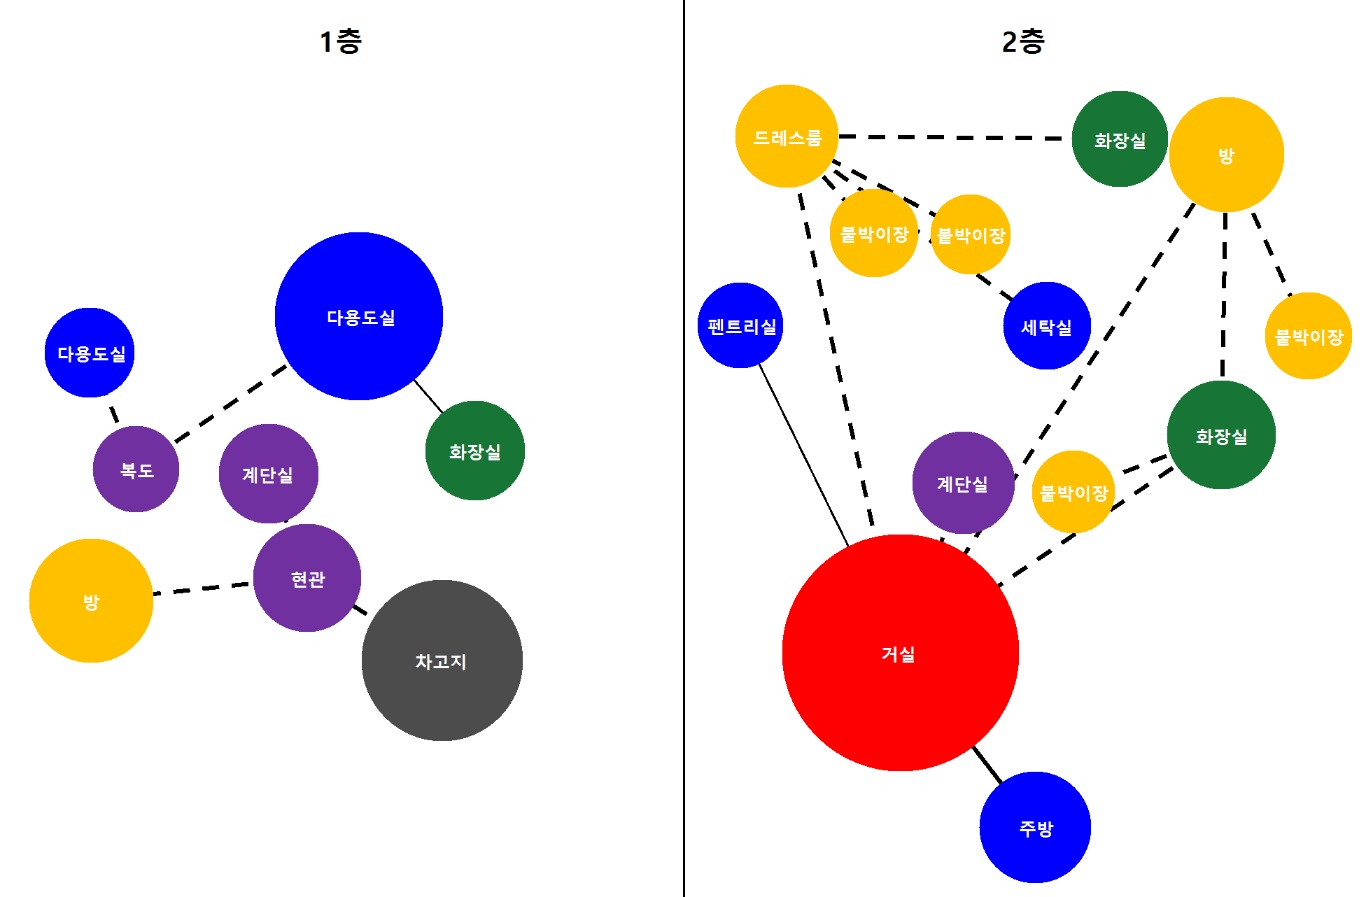 1층
다용도실
다용도실
화장실
복도
계단실
현관
방
차고지
2층
드레스룸
화장실
방
붙박이장
붙박이장
펜트리실
세탁실
붙박이장
화장실
계단실
붙박이장
거실
주방